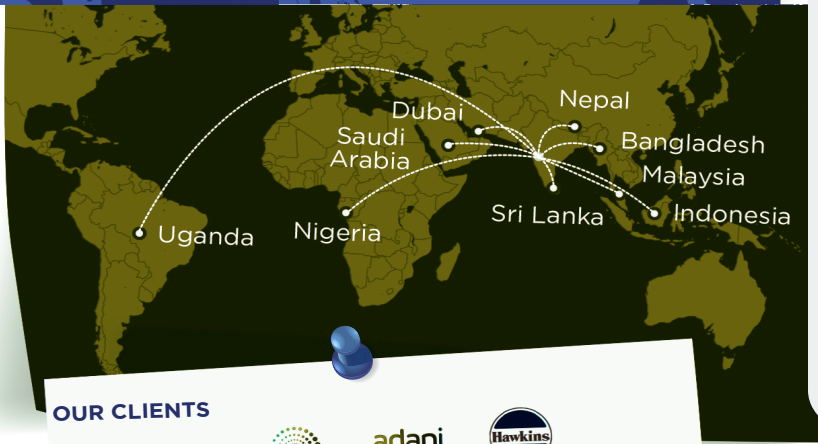 Nepal
Dubai
Saudi
Arabia
Bangladesh
Malaysia
Sri Lanka
Indonesia
Uganda
Nigeria
OUR CLIENTS
adani
Hawkins